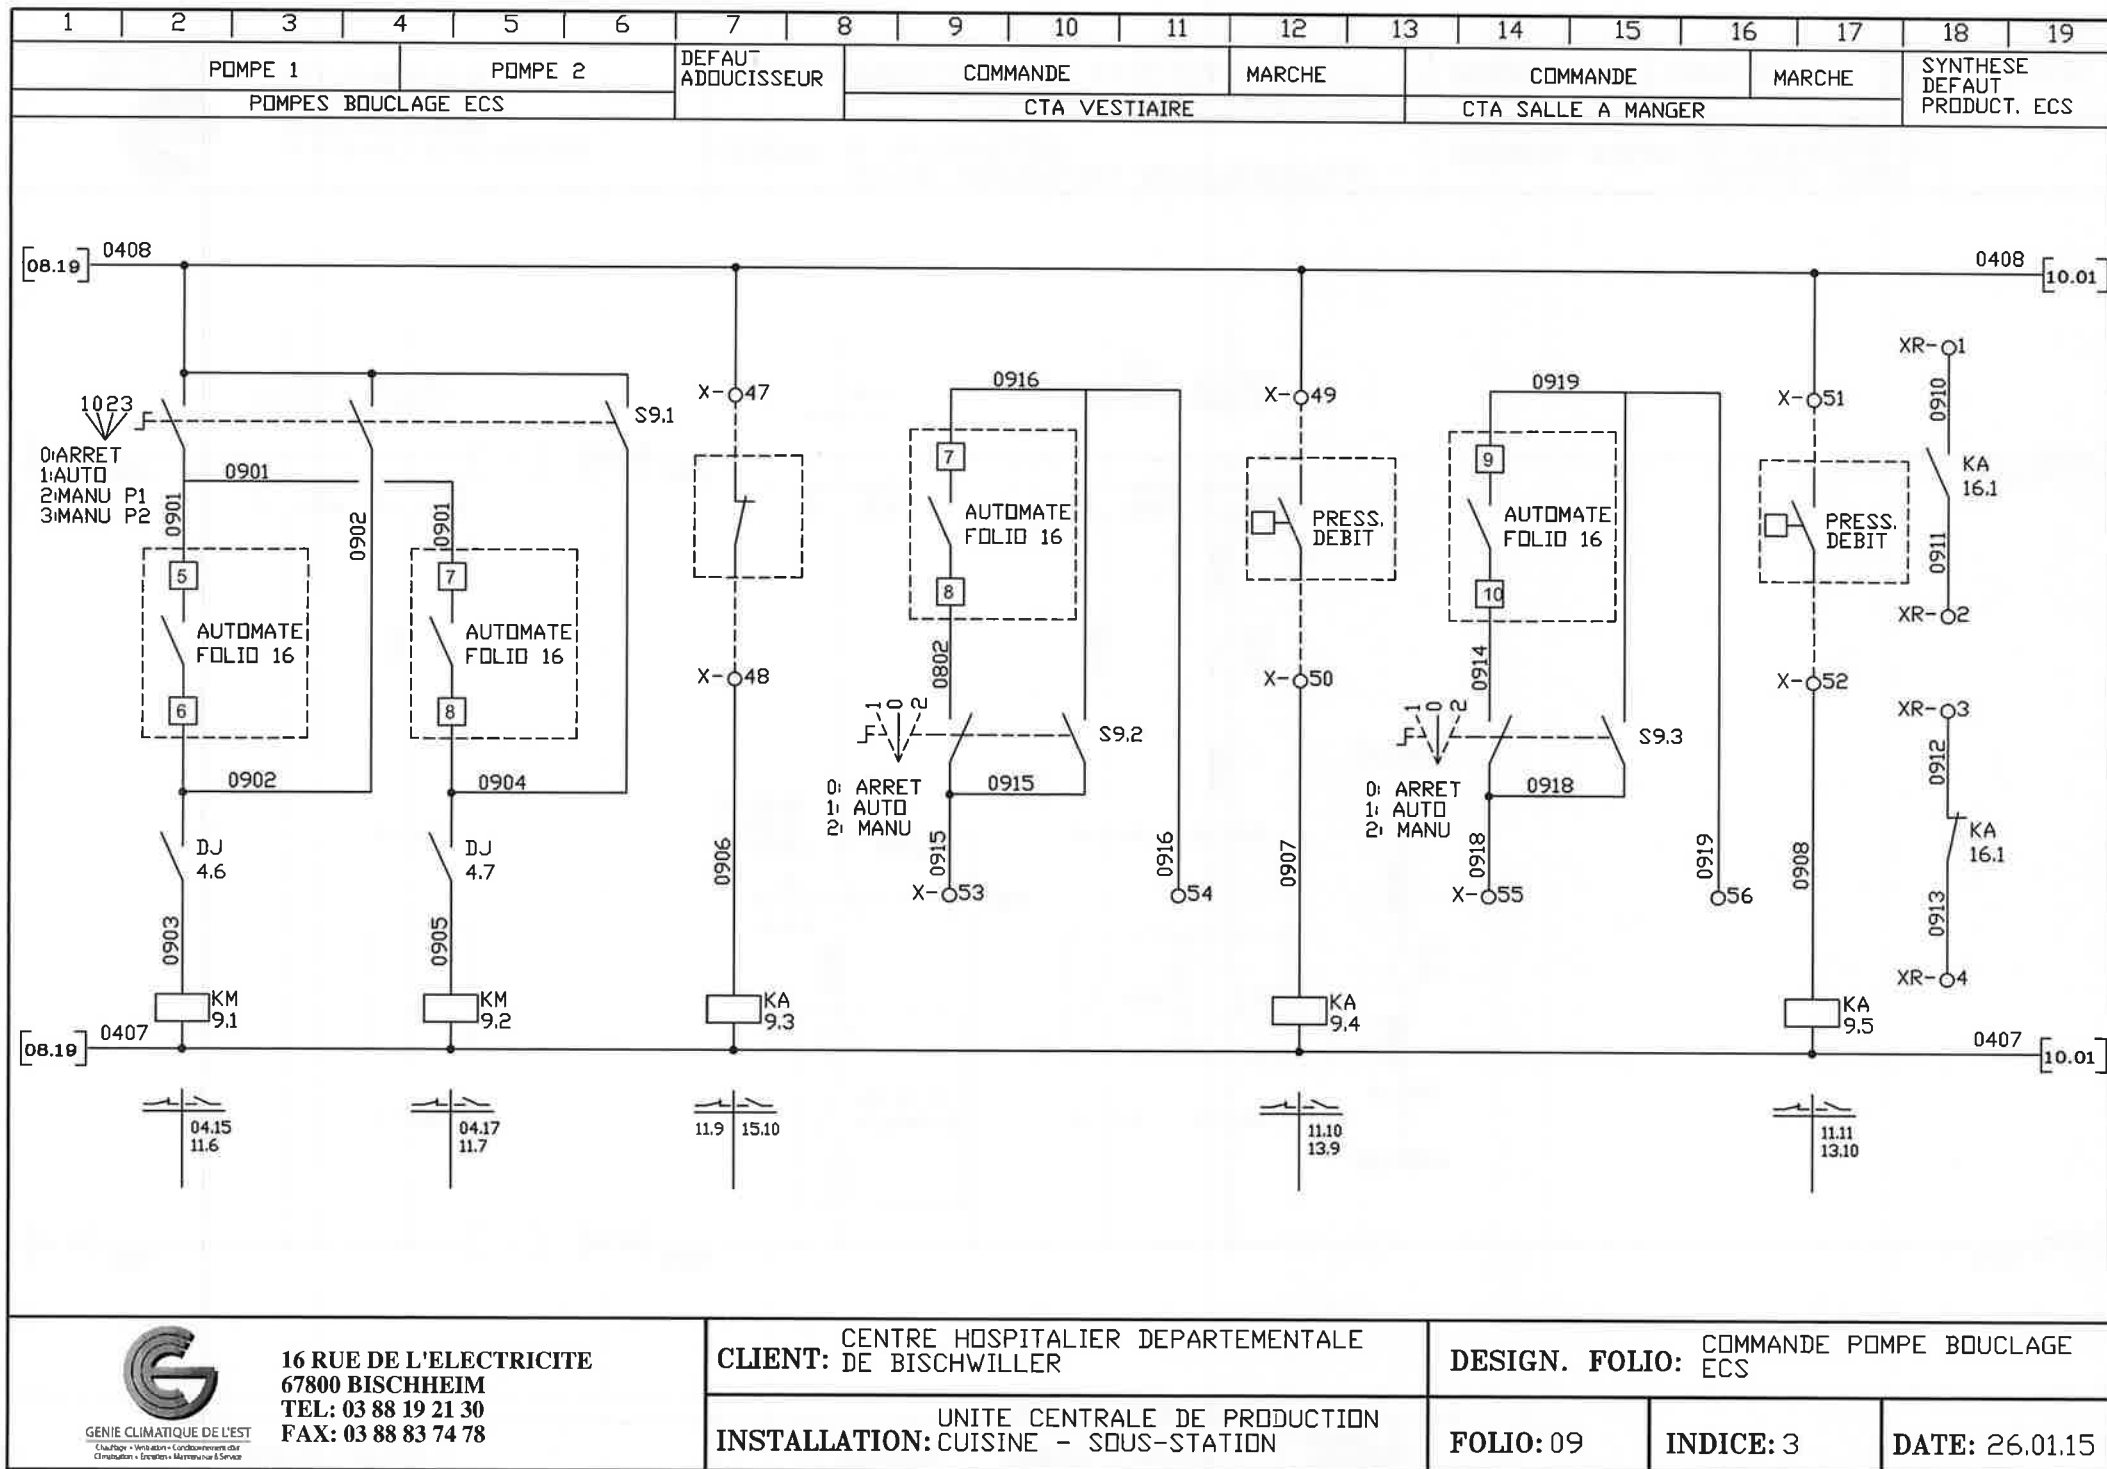 1 2 3 4 5 6 7 8 9 10 11 12 13 14 15 16 17 18 19
POMPE 1
POMPE 2
POMPES BOUCLAGE ECS
DEFAUT
ADOUCISSEUR
COMMANDE
MARCHE
CTA VESTIAIRE
COMMANDE
MARCHE
CTA SALLE A MANGER
SYNTHESE
DEFAUT
PRODUCT. ECS
08.19
0408
0408
10.01
1023
0:ARRET
1:AUTO
2:MANU P1
3:MANU P2
S9.1
0901
0901
0901
0902
5
AUTOMATE
FOLIO 16
6
7
AUTOMATE
FOLIO 16
8
0902
0904
DJ
4.6
DJ
4.7
0903
0905
KM
9.1
KM
9.2
X-47
X-48
0906
KA
9.3
0916
7
AUTOMATE
FOLIO 16
8
0802
1 0 2
S9.2
0: ARRET
1: AUTO
2: MANU
0915
0915
0916
X-53
54
X-49
PRESS.
DEBIT
X-50
0907
KA
9.4
0919
9
AUTOMATE
FOLIO 16
10
0914
1 0 2
S9.3
0: ARRET
1: AUTO
2: MANU
0918
0918
0919
X-55
56
X-51
PRESS.
DEBIT
X-52
0908
KA
9.5
XR-1
0910
KA
16.1
0911
XR-2
XR-3
0912
KA
16.1
0913
XR-4
08.19
0407
0407
10.01
04.15
11.6
04.17
11.7
11.9 15.10
11.10
13.9
11.11
13.10
GENIE CLIMATIQUE DE L'EST
16 RUE DE L'ELECTRICITE
67800 BISCHHEIM
TEL: 03 88 19 21 30
FAX: 03 88 83 74 78
CLIENT: CENTRE HOSPITALIER DEPARTEMENTALE
DE BISCHWILLER
INSTALLATION: UNITE CENTRALE DE PRODUCTION
CUISINE - SOUS-STATION
DESIGN. FOLIO: COMMANDE POMPE BOUCLAGE
ECS
FOLIO: 09
INDICE: 3
DATE: 26.01.15